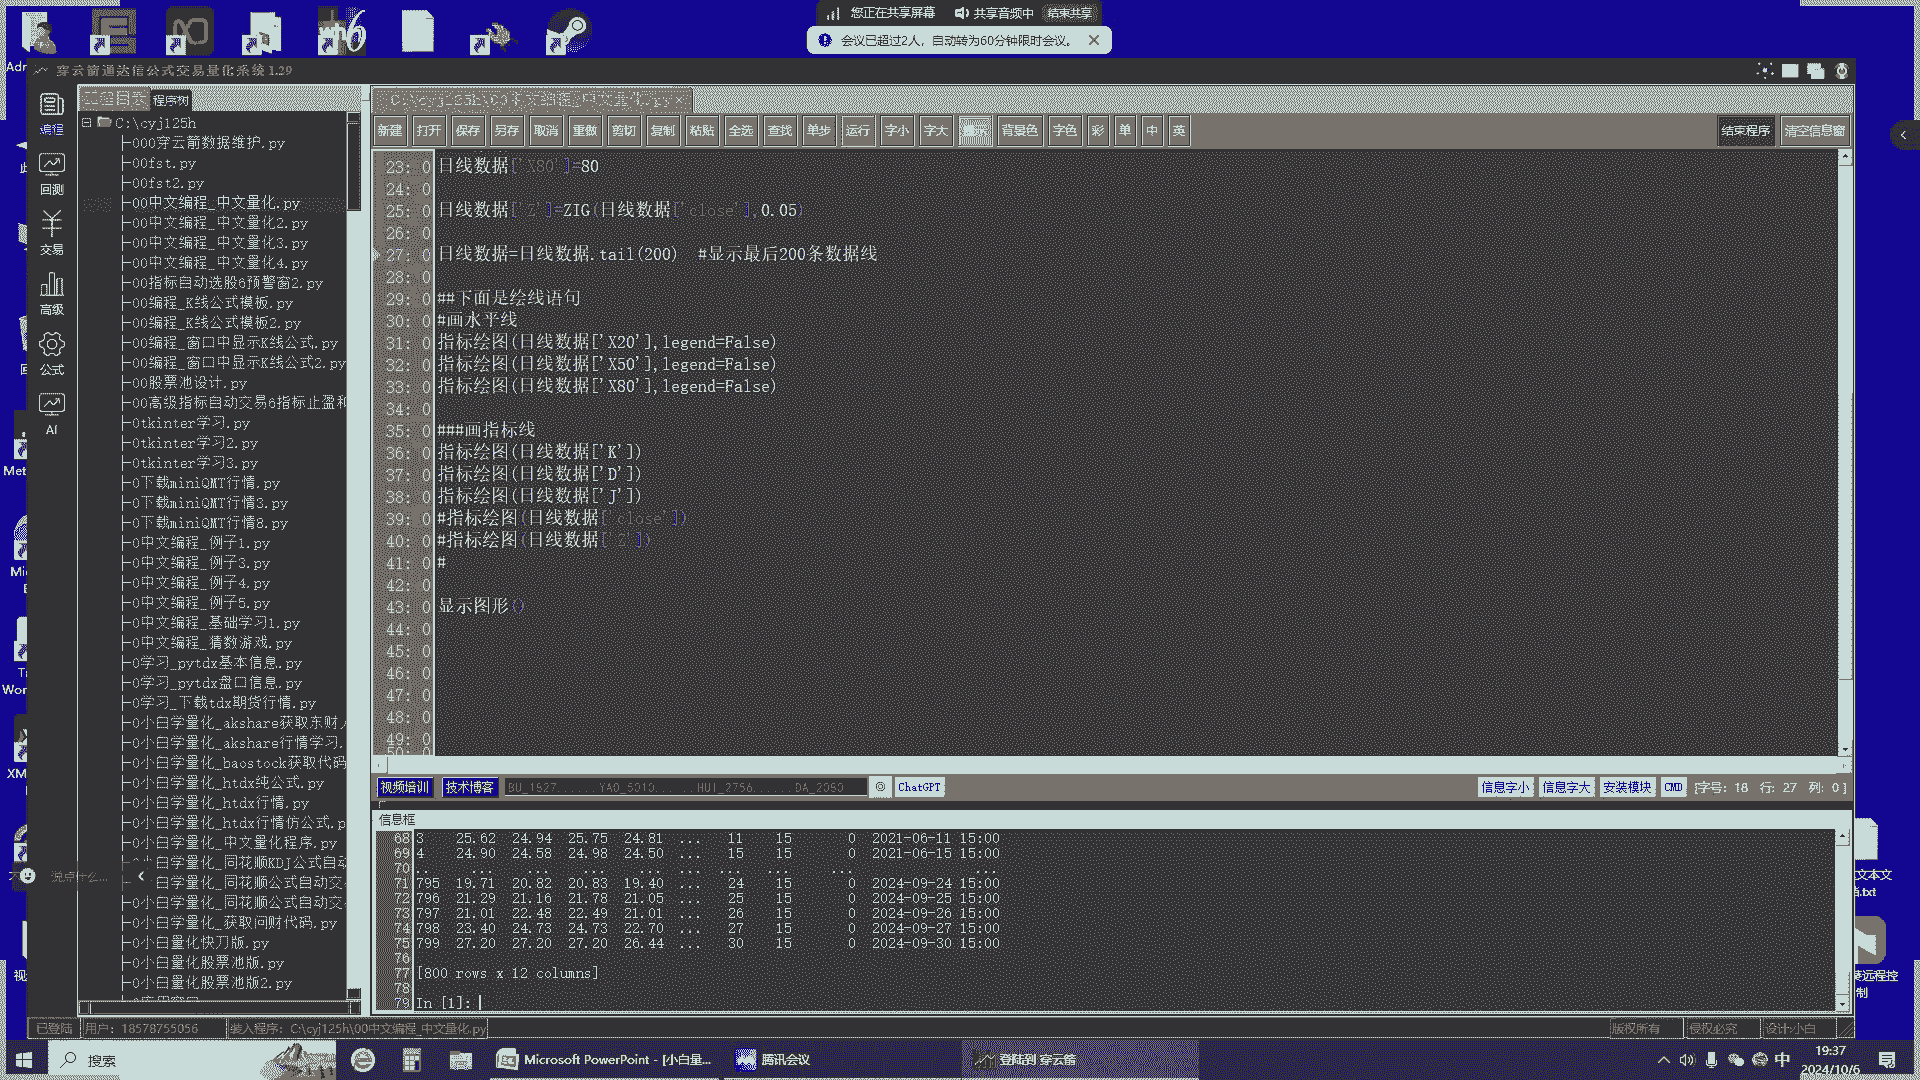 您正在共享屏幕 共享音频中 结束共享
会议已超过2人，自动转为60分钟限时会议。
穿云箭通达信公式交易量化系统 1.29
工程目录 程序树
编程
回测
交易
高级
公式
AI
C:\cyj125h
000穿云箭数据维护.py
00fst.py
00fst2.py
00中文编程_中文量化.py
00中文编程_中文量化2.py
00中文编程_中文量化3.py
00中文编程_中文量化4.py
00指标自动选股6预警窗2.py
00编程_K线公式模板.py
00编程_K线公式模板2.py
00编程_窗口中显示K线公式.py
00编程_窗口中显示K线公式2.py
00股票池设计.py
00高级指标自动交易6指标止盈和
0tkinter学习.py
0tkinter学习2.py
0tkinter学习3.py
0下载miniQMT行情.py
0下载miniQMT行情3.py
0下载miniQMT行情8.py
0中文编程_例子1.py
0中文编程_例子3.py
0中文编程_例子4.py
0中文编程_例子5.py
0中文编程_基础学习1.py
0中文编程_猜数游戏.py
0学习_pytdx基本信息.py
0学习_pytdx盘口信息.py
0学习_下载tdx期货行情.py
0小白学量化_akshare获取东财
0小白学量化_akshare行情学习.
0小白学量化_baostock获取代码
0小白学量化_htdx纯公式.py
0小白学量化_htdx行情.py
0小白学量化_htdx行情仿公式.p
0小白学量化_中文量化程序.py
白学量化_同花顺KDJ公式自动
白学量化_同花顺公式自动交
0小白学量化_同花顺公式自动交
0小白学量化_获取问财代码.py
0小白量化快刀版.py
0小白量化股票池版.py
0小白量化股票池版2.py
C:\cyj125h\00中文编程_中文量化.py
新建 打开 保存 另存 取消 重做 剪切 复制 粘贴 全选 查找 单步 运行 字小 字大 背景色 字色 彩 单 中 英 结束程序 清空信息窗
23: 0 日线数据['X80']=80
24: 0
25: 0 日线数据['Z']=ZIG(日线数据['close'],0.05)
26: 0
27: 0 日线数据=日线数据.tail(200) #显示最后200条数据线
28: 0
29: 0 ##下面是绘线语句
30: 0 #画水平线
31: 0 指标绘图(日线数据['X20'],legend=False)
32: 0 指标绘图(日线数据['X50'],legend=False)
33: 0 指标绘图(日线数据['X80'],legend=False)
34: 0
35: 0 ###画指标线
36: 0 指标绘图(日线数据['K'])
37: 0 指标绘图(日线数据['D'])
38: 0 指标绘图(日线数据['J'])
39: 0 #指标绘图(日线数据['close'])
40: 0 #指标绘图(日线数据['Z'])
41: 0 #
42: 0
43: 0 显示图形()
44: 0
45: 0
46: 0
47: 0
48: 0
49: 0
50: 0
视频培训 技术博客 ChatGPT 信息字小 信息字大 安装模块 CMD [字号: 18 行: 27 列: 0 ]
信息框
68 3 25.62 24.94 25.75 24.81 ... 11 15 0 2021-06-11 15:00
69 4 24.90 24.58 24.98 24.50 ... 15 15 0 2021-06-15 15:00
70 .. ... ... ... ... ... ... ... ... ...
71 795 19.71 20.82 20.83 19.40 ... 24 15 0 2024-09-24 15:00
72 796 21.29 21.16 21.78 21.05 ... 25 15 0 2024-09-25 15:00
73 797 21.01 22.48 22.49 21.01 ... 26 15 0 2024-09-26 15:00
74 798 23.40 24.73 24.73 22.70 ... 27 15 0 2024-09-27 15:00
75 799 27.20 27.20 27.20 26.44 ... 30 15 0 2024-09-30 15:00
76
77 [800 rows x 12 columns]
78
79 In [1]:
说点什么...
已登陆 用户: 18578755056 装入程序: C:\cyj125h\00中文编程_中文量化.py 版权所有 侵权必究 设计:小白
搜索 Microsoft PowerPoint - [小白量... 腾讯会议 登陆到 穿云箭 中 19:37
2024/10/6